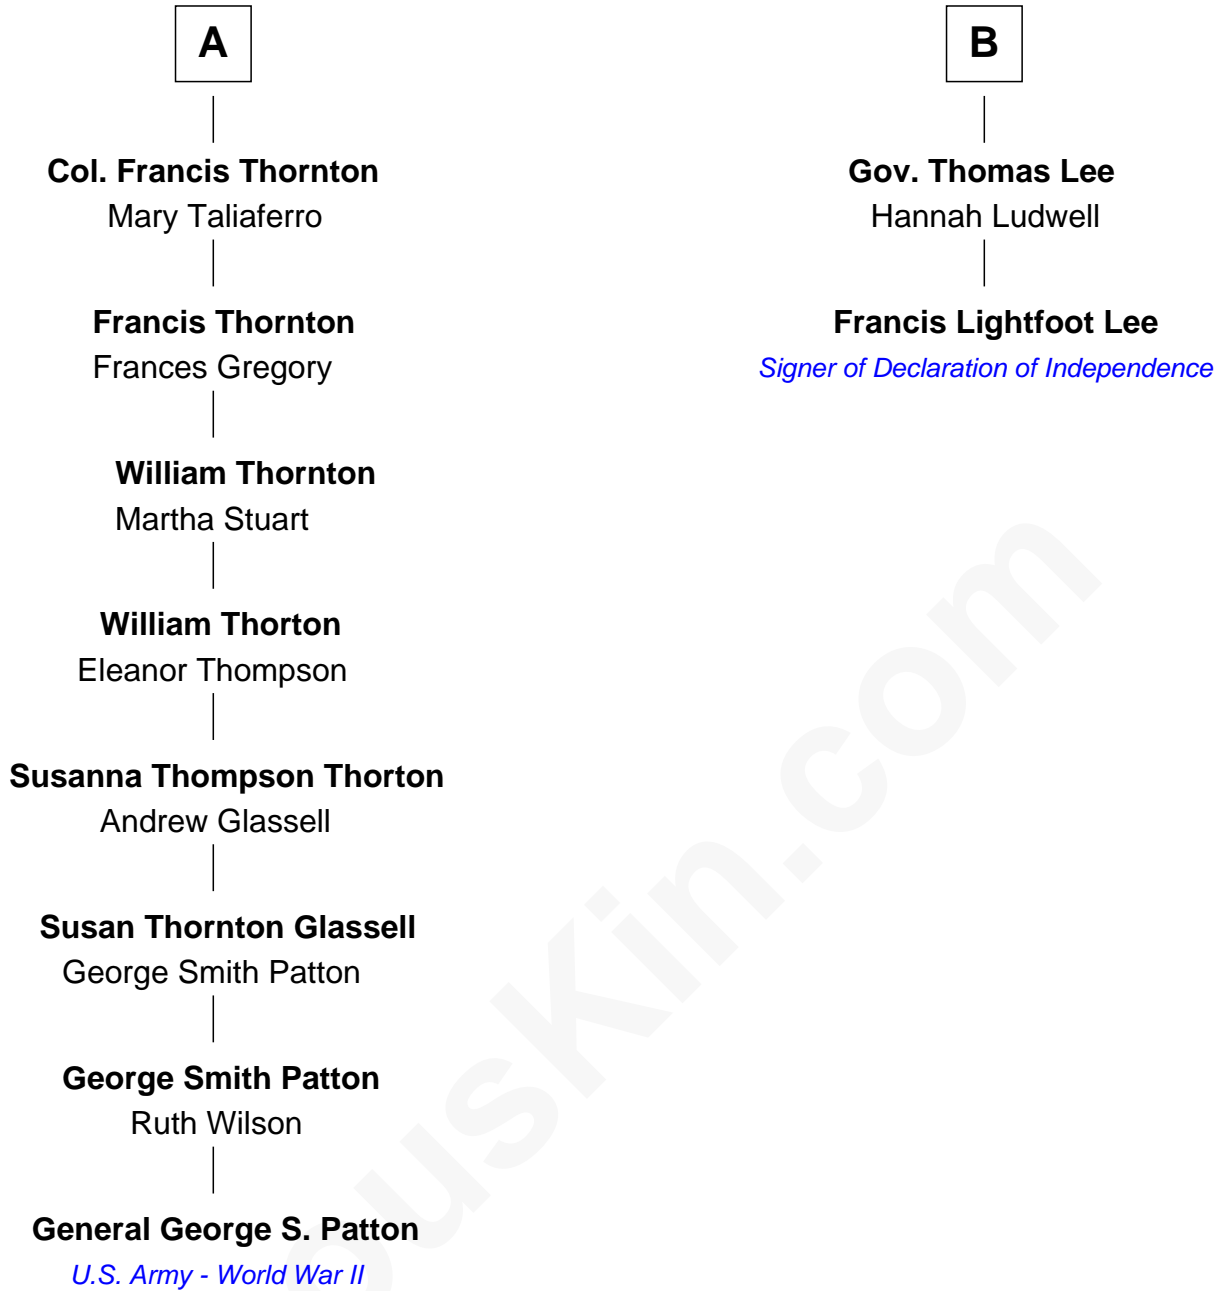 A
Col. Francis Thornton
Mary Taliaferro
Francis Thornton
Frances Gregory
William Thornton
Martha Stuart
William Thorton
Eleanor Thompson
Susanna Thompson Thorton
Andrew Glassell
Susan Thornton Glassell
George Smith Patton
George Smith Patton
Ruth Wilson
General George S. Patton
U.S. Army - World War II
B
Gov. Thomas Lee
Hannah Ludwell
Francis Lightfoot Lee
Signer of Declaration of Independence
ousKin.com